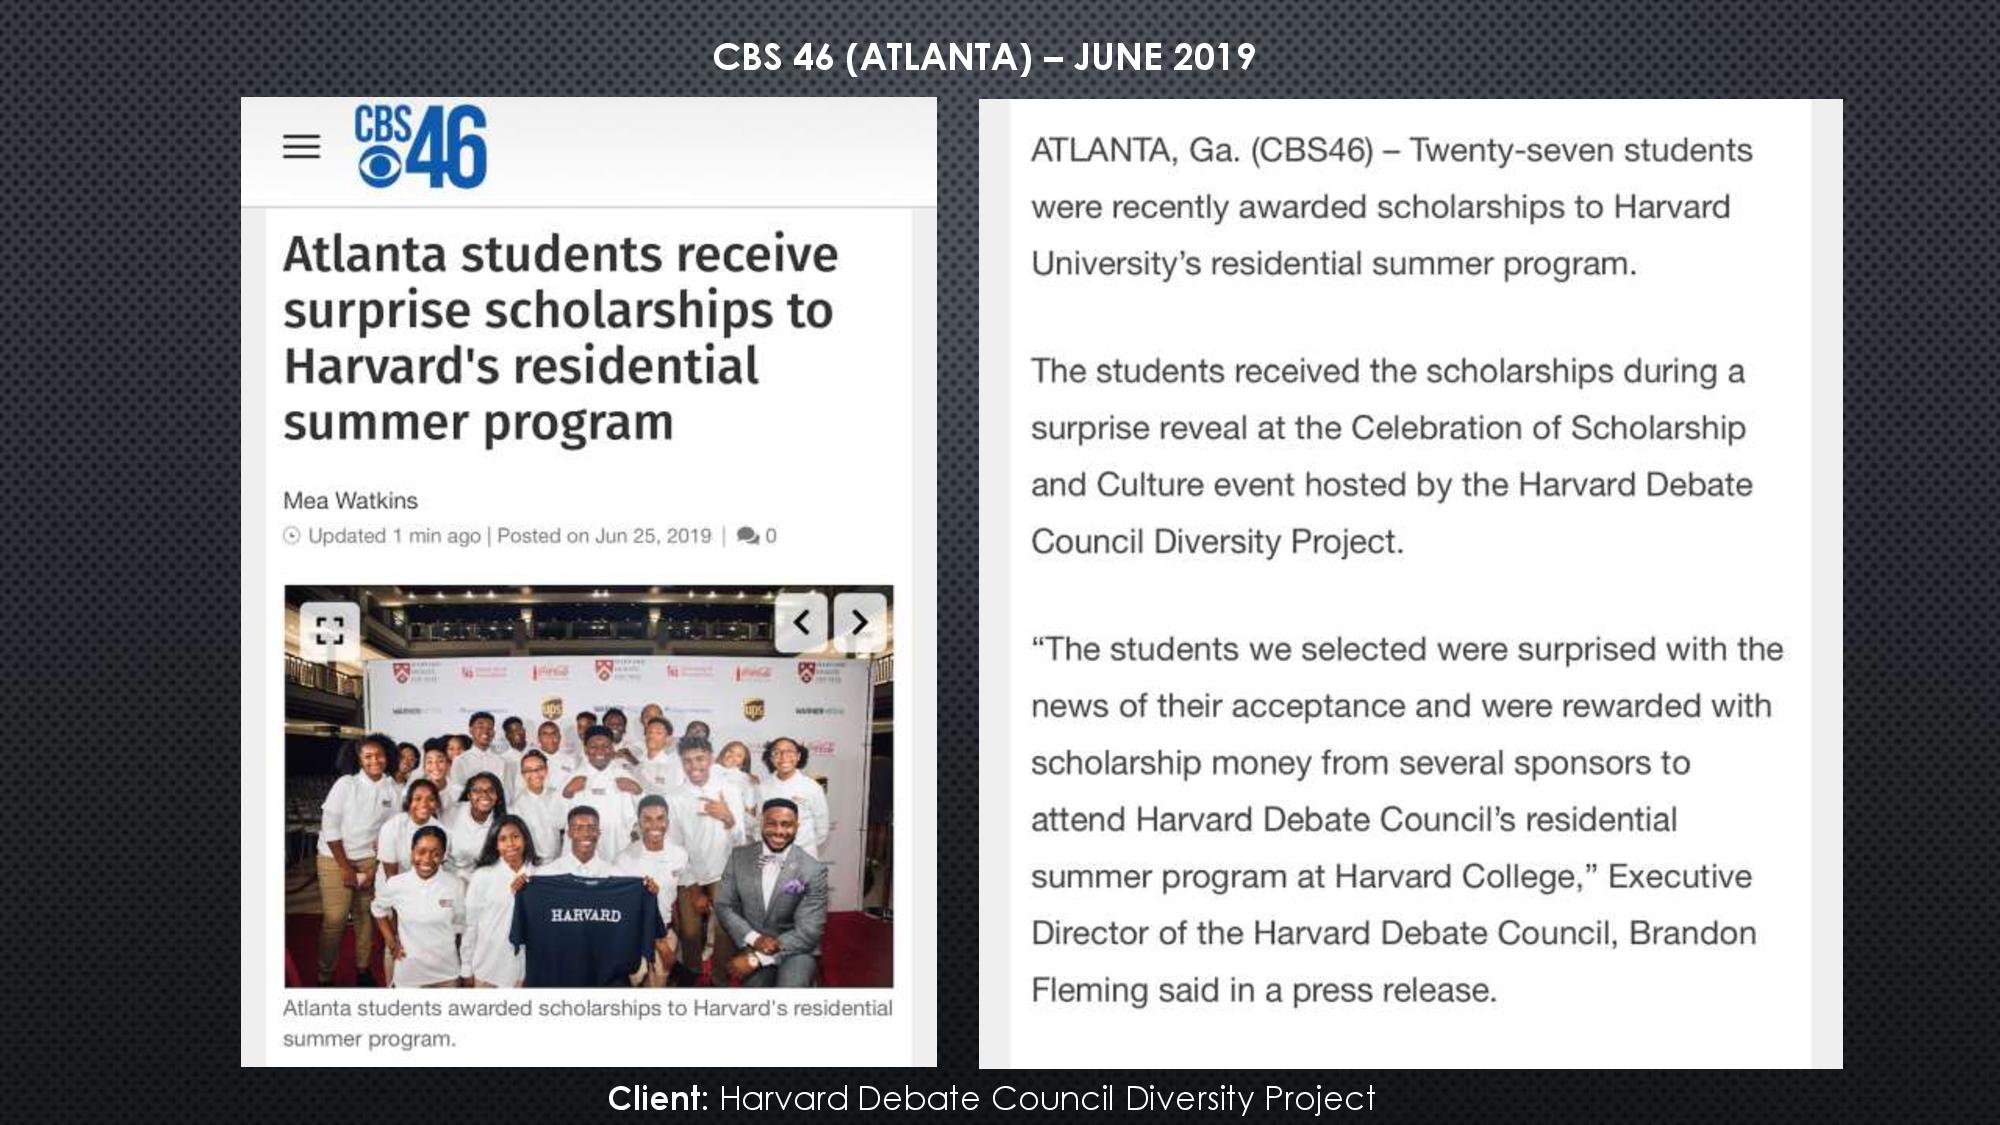 CBS 46 (ATLANTA) – JUNE 2019
CBS 46
Atlanta students receive
surprise scholarships to
Harvard's residential
summer program
Mea Watkins
Updated 1 min ago | Posted on Jun 25, 2019 | 0
ups
ups
HARVARD
Atlanta students awarded scholarships to Harvard's residential
summer program.
ATLANTA, Ga. (CBS46) – Twenty-seven students
were recently awarded scholarships to Harvard
University’s residential summer program.
The students received the scholarships during a
surprise reveal at the Celebration of Scholarship
and Culture event hosted by the Harvard Debate
Council Diversity Project.
“The students we selected were surprised with the
news of their acceptance and were rewarded with
scholarship money from several sponsors to
attend Harvard Debate Council’s residential
summer program at Harvard College,” Executive
Director of the Harvard Debate Council, Brandon
Fleming said in a press release.
Client: Harvard Debate Council Diversity Project